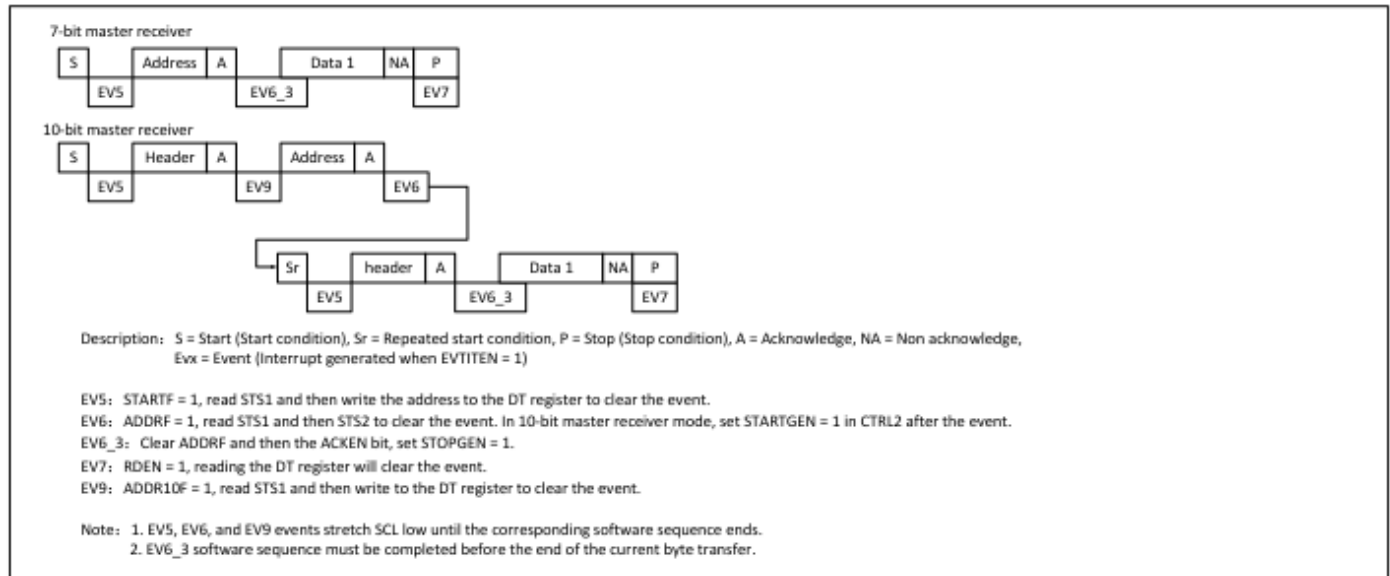 7-bit master receiver
S Address A Data 1 NA P
EV5 EV6_3 EV7
10-bit master receiver
S Header A Address A
EV5 EV9 EV6
Sr header A Data 1 NA P
EV5 EV6_3 EV7
Description: S = Start (Start condition), Sr = Repeated start condition, P = Stop (Stop condition), A = Acknowledge, NA = Non acknowledge,
Evx = Event (Interrupt generated when EVTITEN = 1)
EV5: STARTF = 1, read STS1 and then write the address to the DT register to clear the event.
EV6: ADDRF = 1, read STS1 and then STS2 to clear the event. In 10-bit master receiver mode, set STARTGEN = 1 in CTRL2 after the event.
EV6_3: Clear ADDRF and then the ACKEN bit, set STOPGEN = 1.
EV7: RDEN = 1, reading the DT register will clear the event.
EV9: ADDR10F = 1, read STS1 and then write to the DT register to clear the event.
Note: 1. EV5, EV6, and EV9 events stretch SCL low until the corresponding software sequence ends.
2. EV6_3 software sequence must be completed before the end of the current byte transfer.